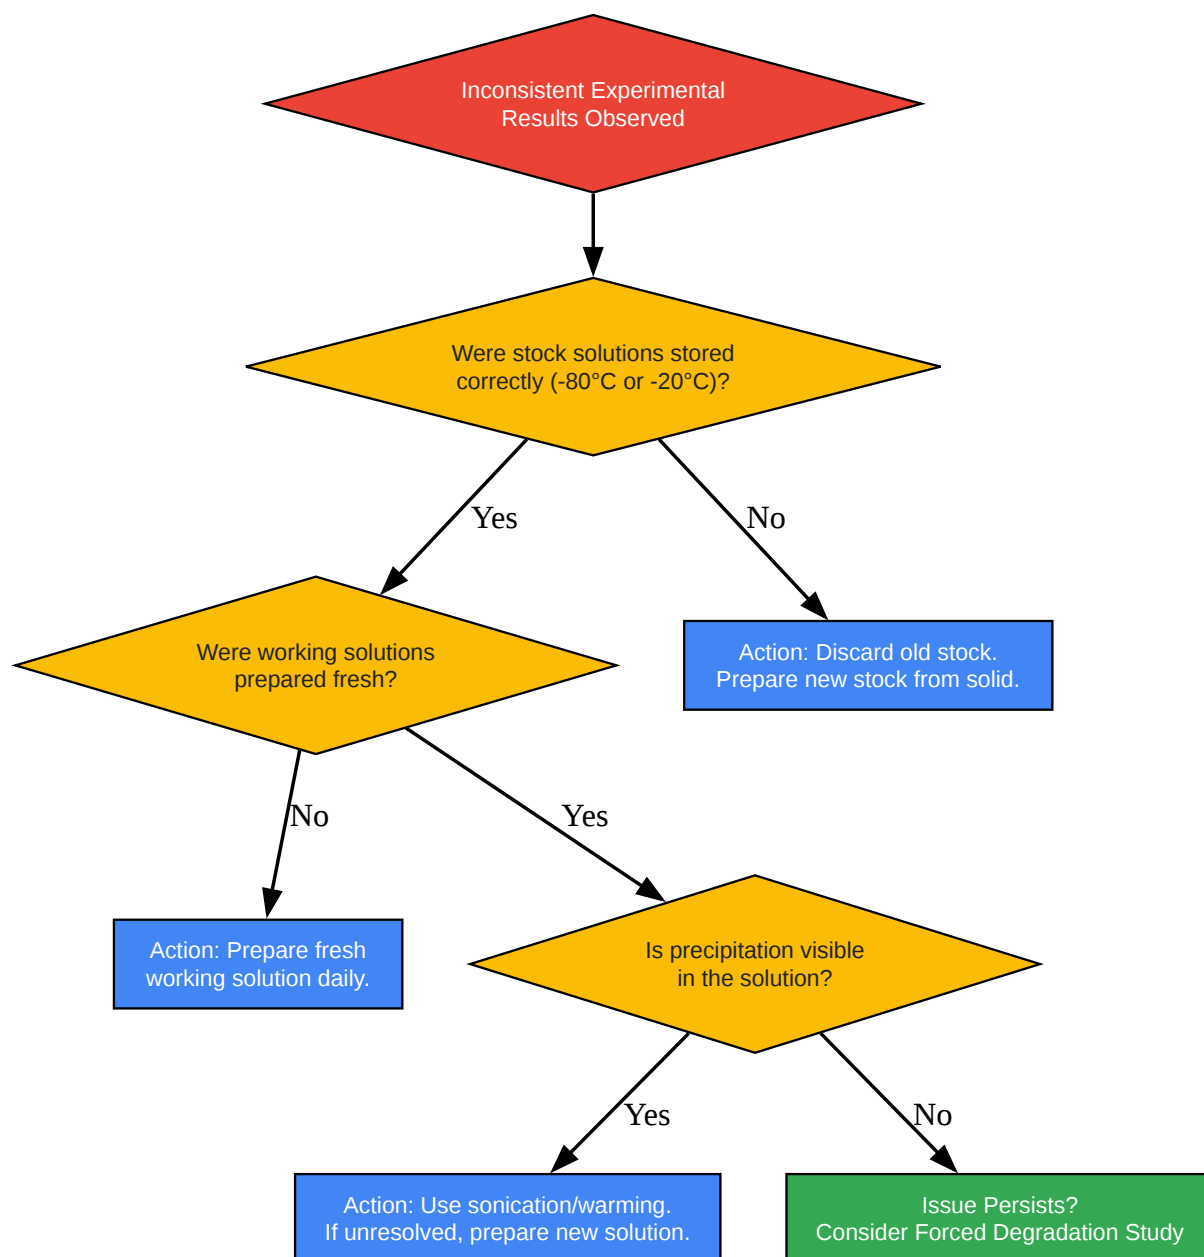 Inconsistent Experimental
Results Observed
Were stock solutions stored
correctly (-80°C or -20°C)?
Yes
No
Were working solutions
prepared fresh?
Action: Discard old stock.
Prepare new stock from solid.
No
Yes
Action: Prepare fresh
working solution daily.
Is precipitation visible
in the solution?
Yes
No
Action: Use sonication/warming.
If unresolved, prepare new solution.
Issue Persists?
Consider Forced Degradation Study